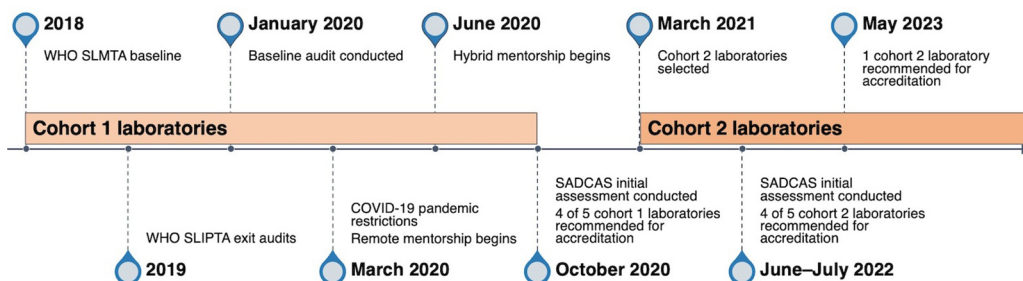 2018
WHO SLMTA baseline
January 2020
Baseline audit conducted
June 2020
Hybrid mentorship begins
March 2021
Cohort 2 laboratories
selected
May 2023
1 cohort 2 laboratory
recommended for
accreditation
Cohort 1 laboratories
Cohort 2 laboratories
WHO SLIPTA exit audits
2019
COVID-19 pandemic
restrictions
Remote mentorship begins
March 2020
SADCAS initial
assessment conducted
4 of 5 cohort 1 laboratories
recommended for
accreditation
October 2020
SADCAS initial
assessment conducted
4 of 5 cohort 2 laboratories
recommended for
accreditation
June–July 2022